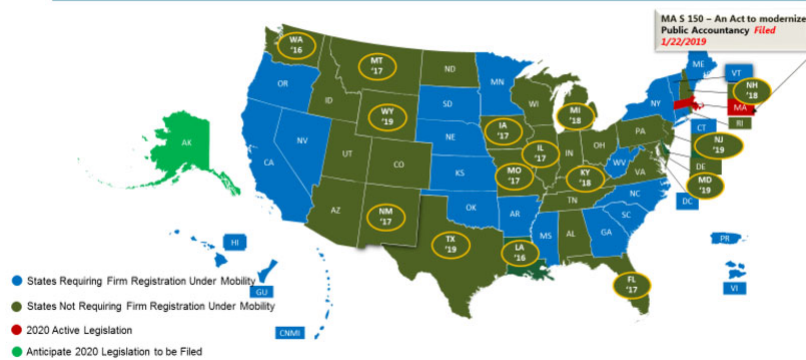 MA S 150 – An Act to modernize
Public Accountancy Filed
1/22/2019
WA
'16
MT
'17
ND
MN
ME
VT
NH
'18
OR
ID
WY
'19
SD
WI
MI
'18
NY
MA
RI
AK
IA
'17
NE
PA
CT
NJ
'19
NV
UT
CO
IL
'17
IN
OH
DE
CA
KS
MO
'17
KY
'18
WV
VA
MD
'19
NC
DC
TN
AZ
NM
'17
OK
AR
SC
MS
AL
GA
TX
'19
LA
'16
FL
'17
HI
GU
CNMI
PR
VI
States Requiring Firm Registration Under Mobility
States Not Requiring Firm Registration Under Mobility
2020 Active Legislation
Anticipate 2020 Legislation to be Filed